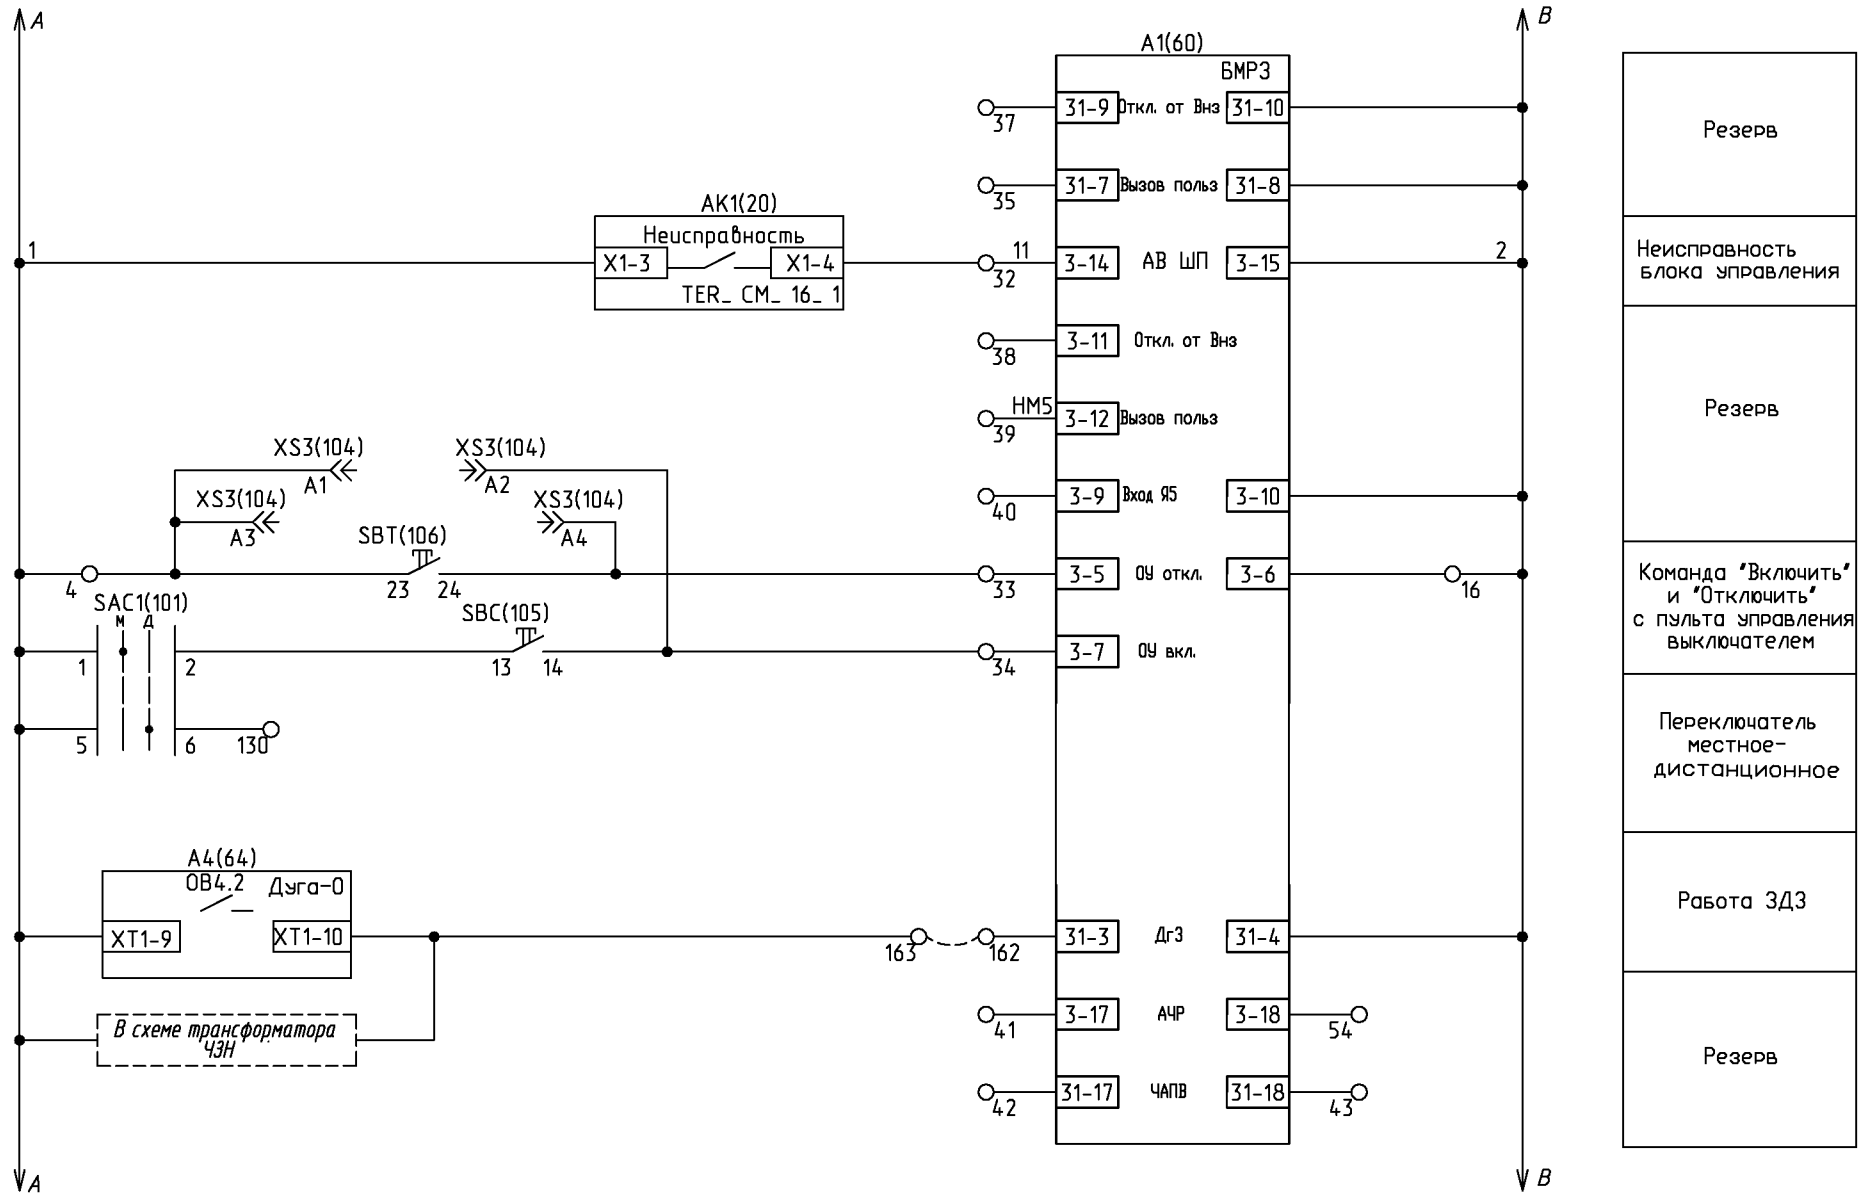 A
B
A1(60)
БМРЗ
31-9 Откл. от Внз 31-10
37
31-7 Вызов польз 31-8
35
AK1(20)
Неисправность
1
X1-3
X1-4
TER_ CM_ 16_ 1
11
32
3-14 АВ ШП 3-15
2
3-11 Откл. от Внз
38
HM5
39
3-12 Вызов польз
XS3(104)
A1
XS3(104)
A2
XS3(104)
A3
XS3(104)
A4
3-9 Вход Я5 3-10
40
SBT(106)
4
23
24
33
3-5 ОУ откл. 3-6
16
SAC1(101)
М Д
SBC(105)
1
2
13
14
34
3-7 ОУ вкл.
5
6
130
A4(64)
ОВ4.2
Дуга-О
XT1-9
XT1-10
163
162
31-3 ДгЗ 31-4
В схеме трансформатора
ЧЭН
41
3-17 АЧР 3-18
54
42
31-17 ЧАПВ 31-18
43
A
B
Резерв
Неисправность
блока управления
Резерв
Команда "Включить"
и "Отключить"
с пульта управления
выключателем
Переключатель
местное-
дистанционное
Работа ЗДЗ
Резерв